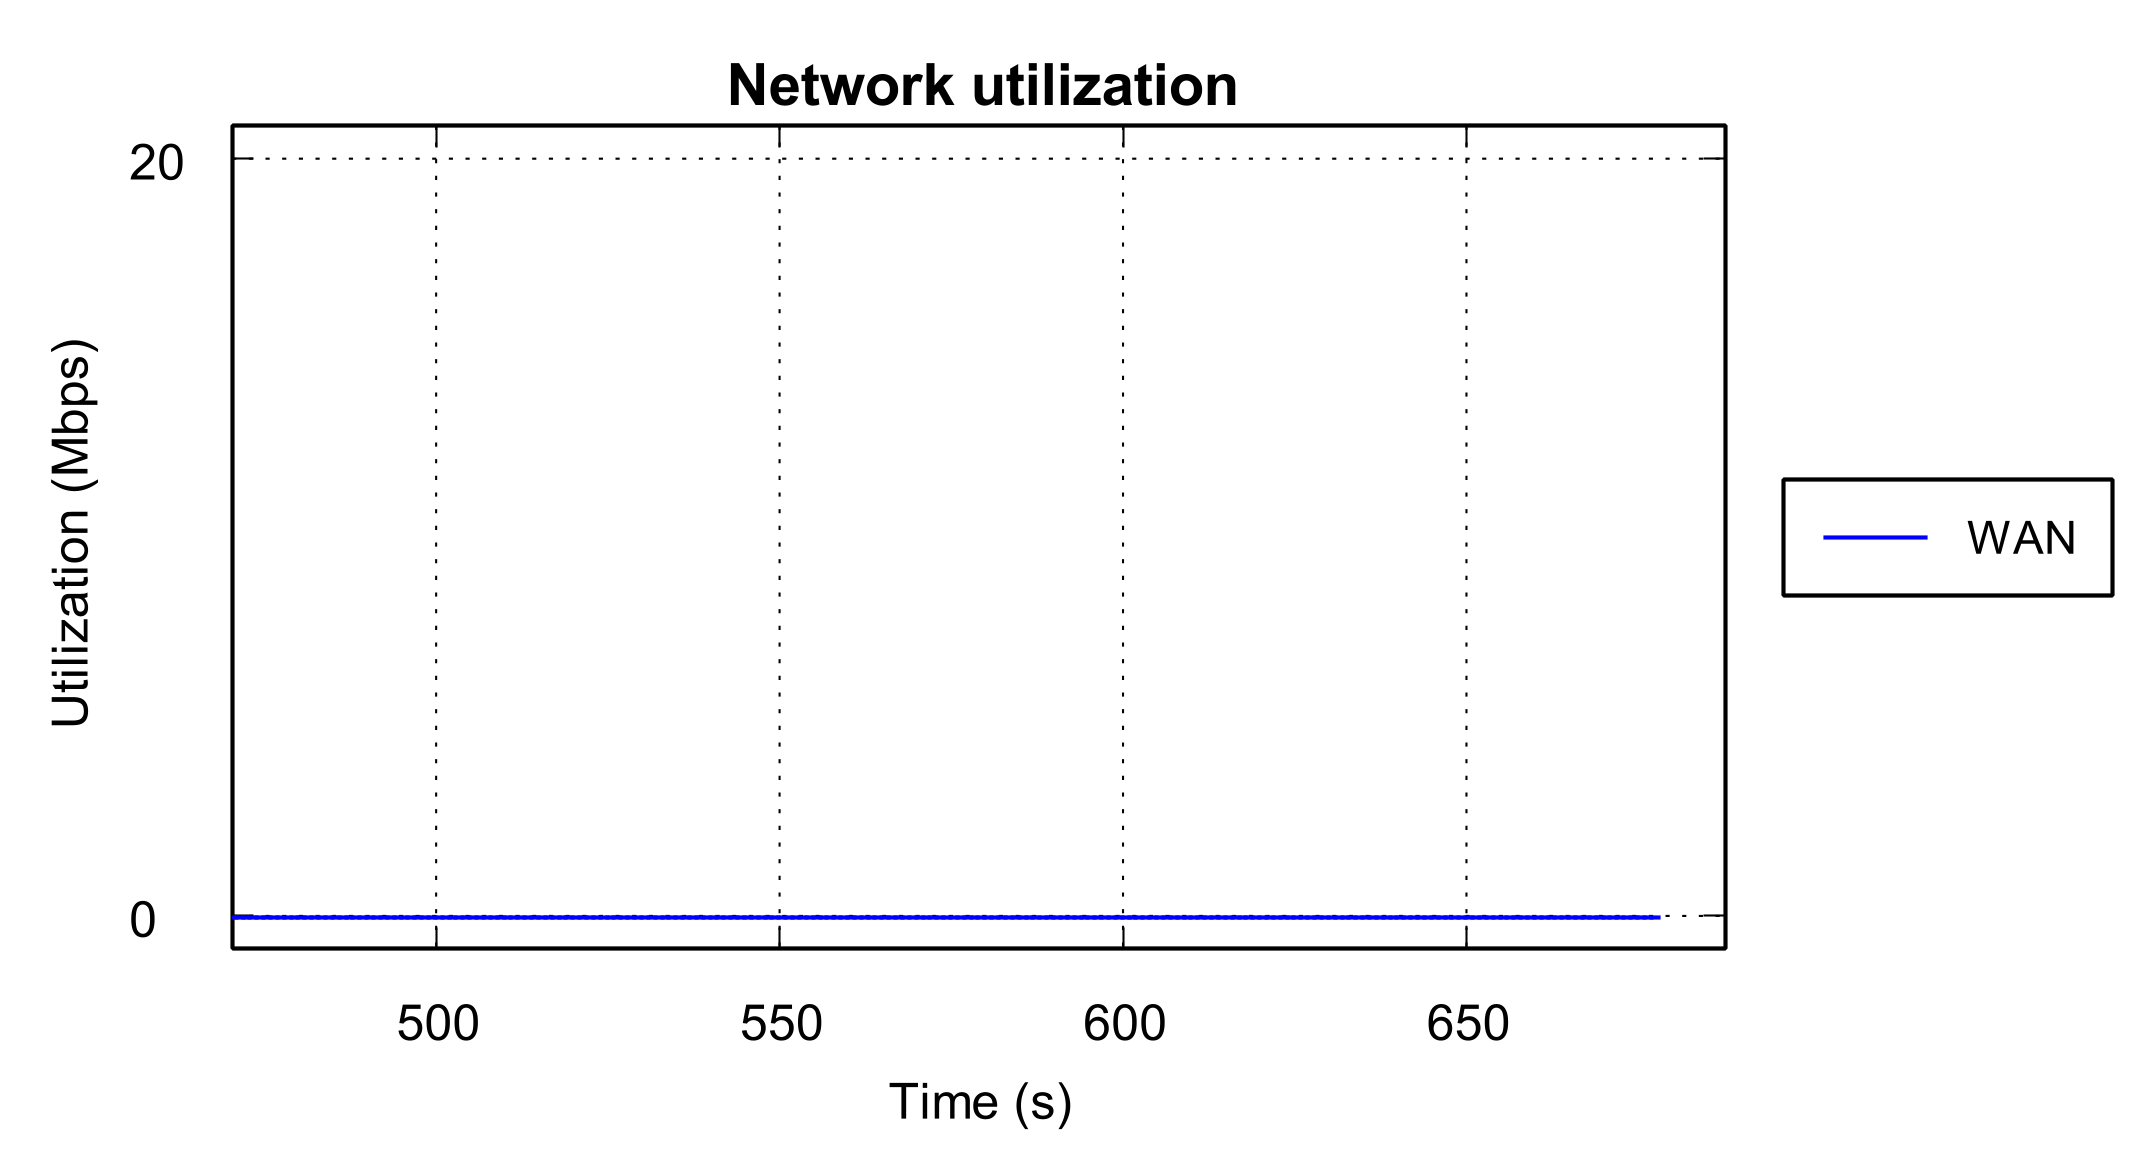 Network utilization
20
Utilization (Mbps)
WAN
0
500 550 600 650
Time (s)